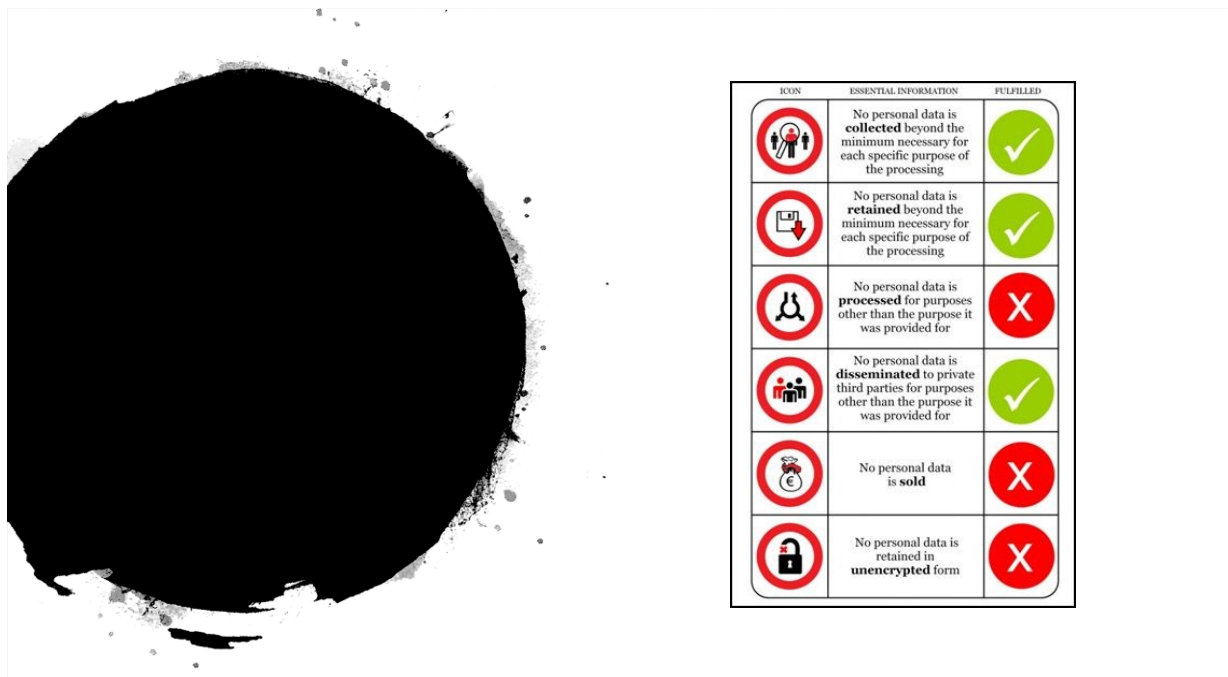 ICON ESSENTIAL INFORMATION FULFILLED
No personal data is
collected beyond the
minimum necessary for
each specific purpose of
the processing
No personal data is
retained beyond the
minimum necessary for
each specific purpose of
the processing
No personal data is
processed for purposes
other than the purpose it
was provided for
X
No personal data is
disseminated to private
third parties for purposes
other than the purpose it
was provided for
€
No personal data
is sold
X
No personal data is
retained in
unencrypted form
X